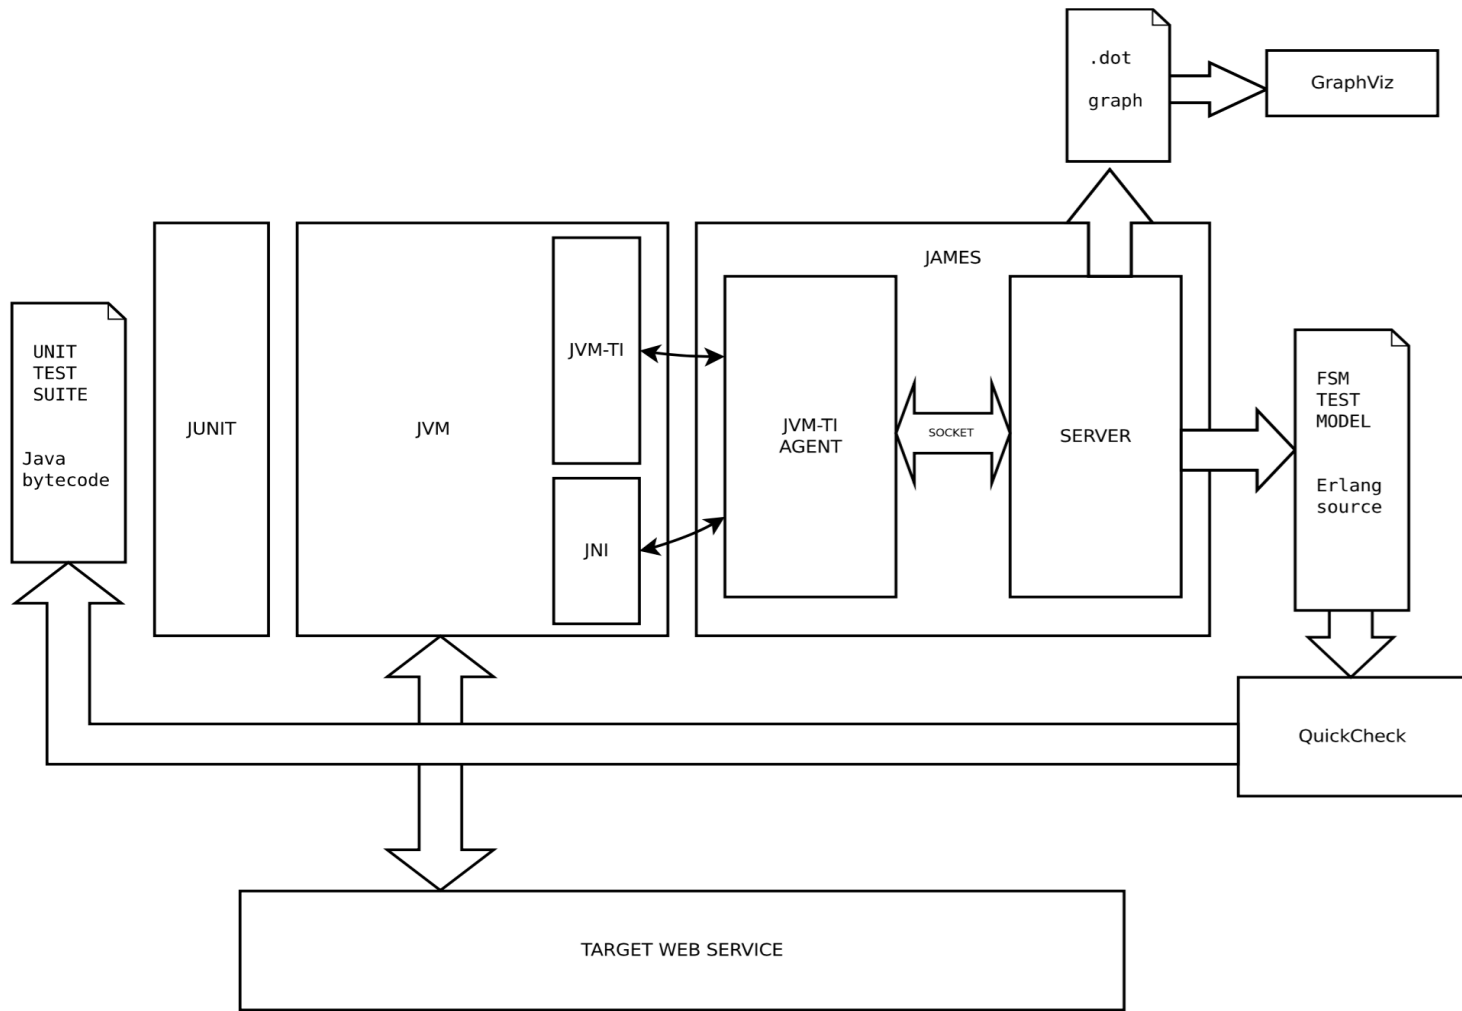 .dot
graph
GraphViz
JAMES
UNIT
TEST
SUITE
Java
bytecode
JUNIT
JVM
JVM-TI
JNI
JVM-TI
AGENT
SOCKET
SERVER
FSM
TEST
MODEL
Erlang
source
QuickCheck
TARGET WEB SERVICE